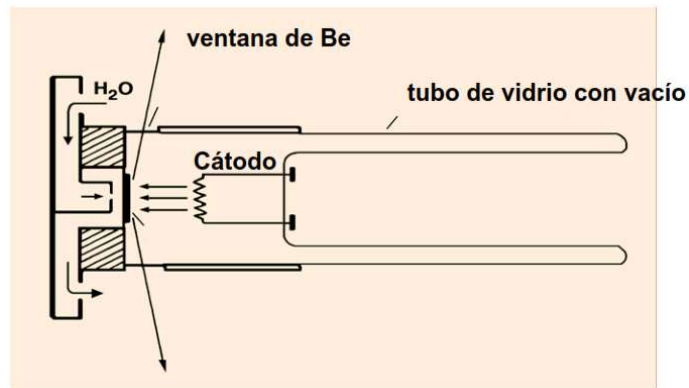 ventana de Be
H₂O
tubo de vidrio con vacío
Cátodo